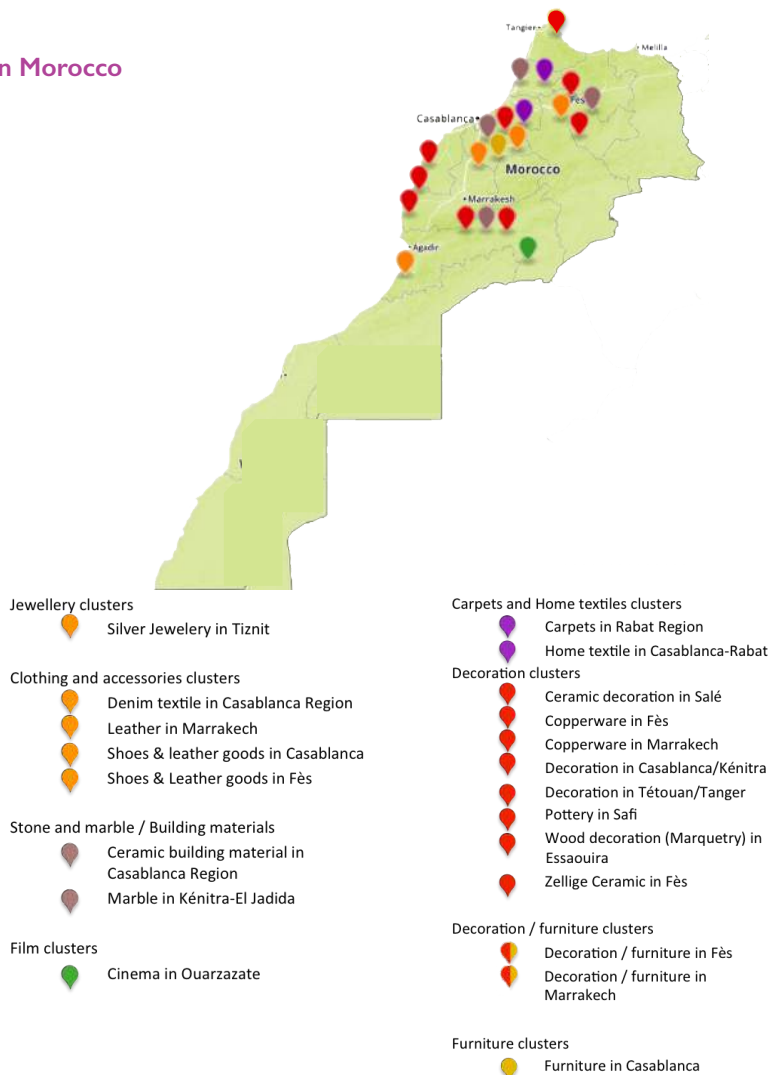 n Morocco
Tangier
Melilla
Fès
Casablança
Morocco
Marrakesh
Agadir
Jewellery clusters
Silver Jewelery in Tiznit
Clothing and accessories clusters
Denim textile in Casablanca Region
Leather in Marrakech
Shoes & leather goods in Casablanca
Shoes & Leather goods in Fès
Stone and marble / Building materials
Ceramic building material in
Casablanca Region
Marble in Kénitra-El Jadida
Film clusters
Cinema in Ouarzazate
Carpets and Home textiles clusters
Carpets in Rabat Region
Home textile in Casablanca-Rabat
Decoration clusters
Ceramic decoration in Salé
Copperware in Fès
Copperware in Marrakech
Decoration in Casablanca/Kénitra
Decoration in Tétouan/Tanger
Pottery in Safi
Wood decoration (Marquetry) in
Essaouira
Zellige Ceramic in Fès
Decoration / furniture clusters
Decoration / furniture in Fès
Decoration / furniture in
Marrakech
Furniture clusters
Furniture in Casablanca